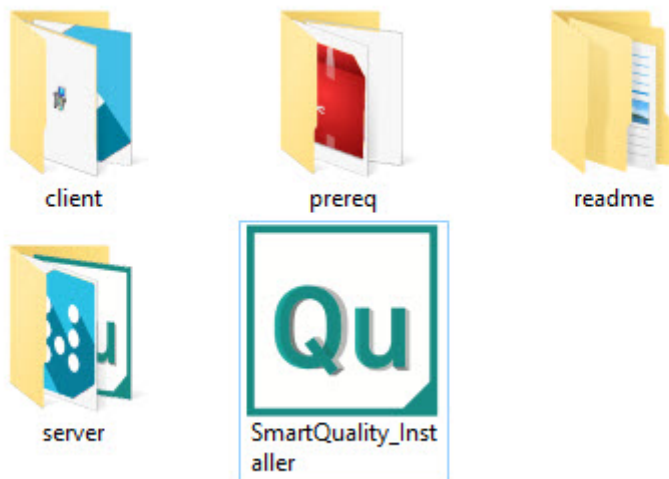 client
prereq
readme
server
Qu
u
SmartQuality_Inst
aller